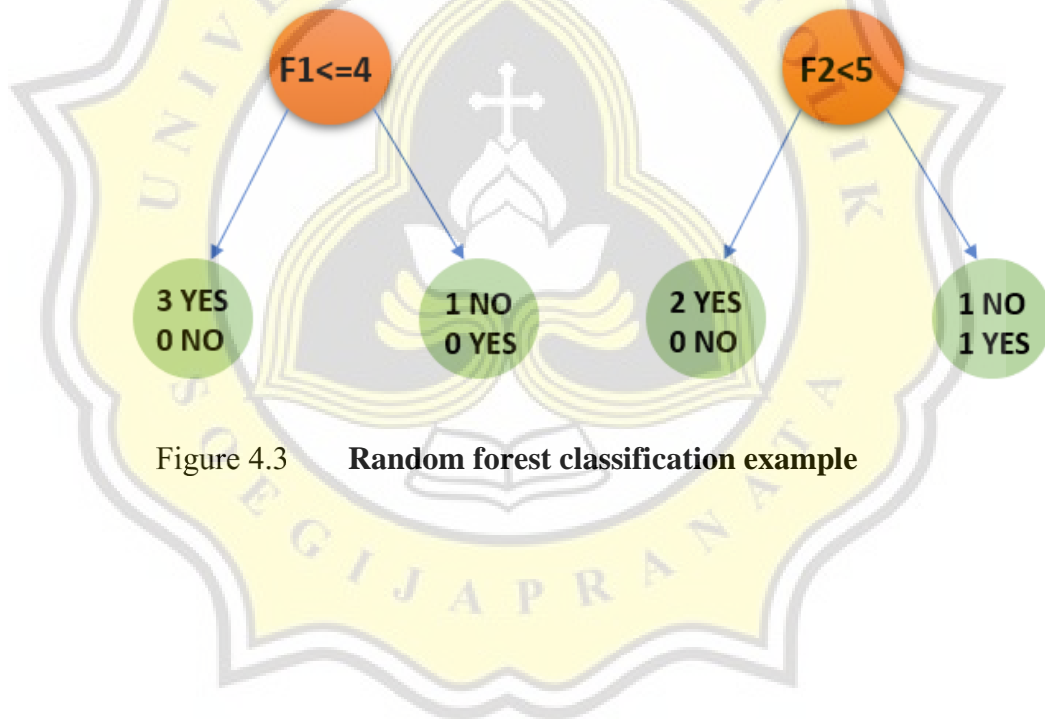 F1<=4
F2<5
3 YES
0 NO
1 NO
0 YES
2 YES
0 NO
1 NO
1 YES
Figure 4.3 Random forest classification example
SOEGIJAPRANATA